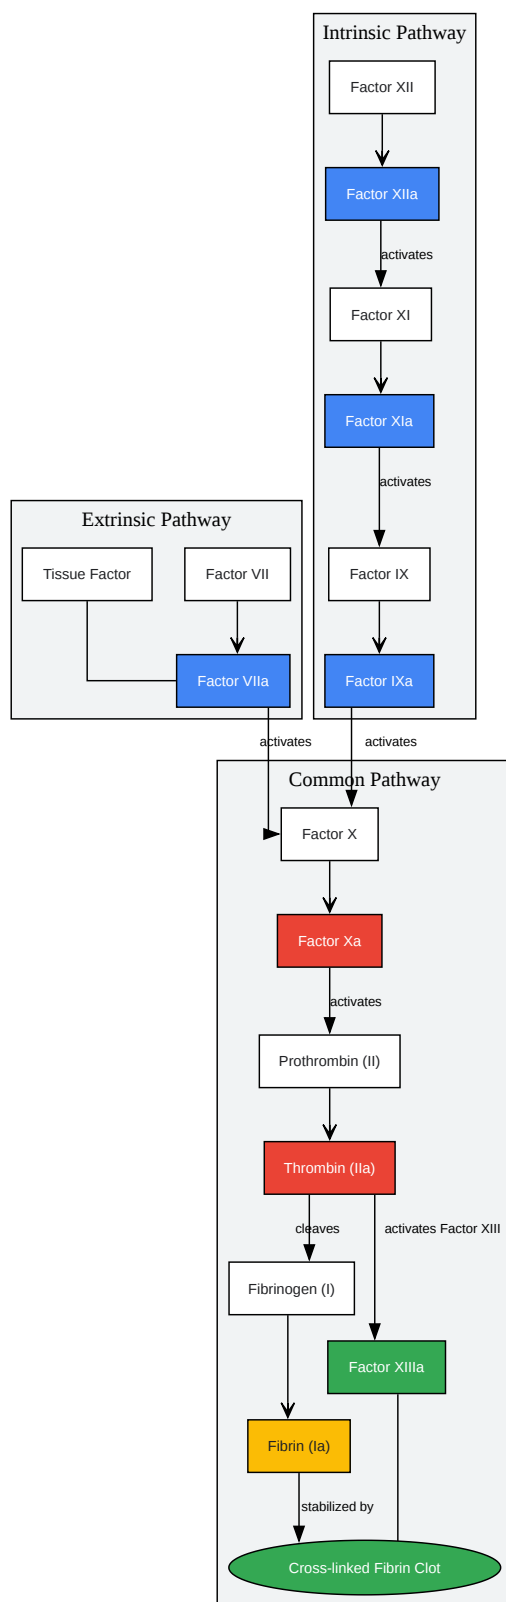 Intrinsic Pathway
Factor XII
Factor XIIa
activates
Factor XI
Factor XIa
activates
Extrinsic Pathway
Tissue Factor
Factor VII
Factor IX
Factor VIIa
Factor IXa
activates
activates
Common Pathway
Factor X
Factor Xa
activates
Prothrombin (II)
Thrombin (IIa)
cleaves
activates Factor XIII
Fibrinogen (I)
Factor XIIIa
Fibrin (Ia)
stabilized by
Cross-linked Fibrin Clot